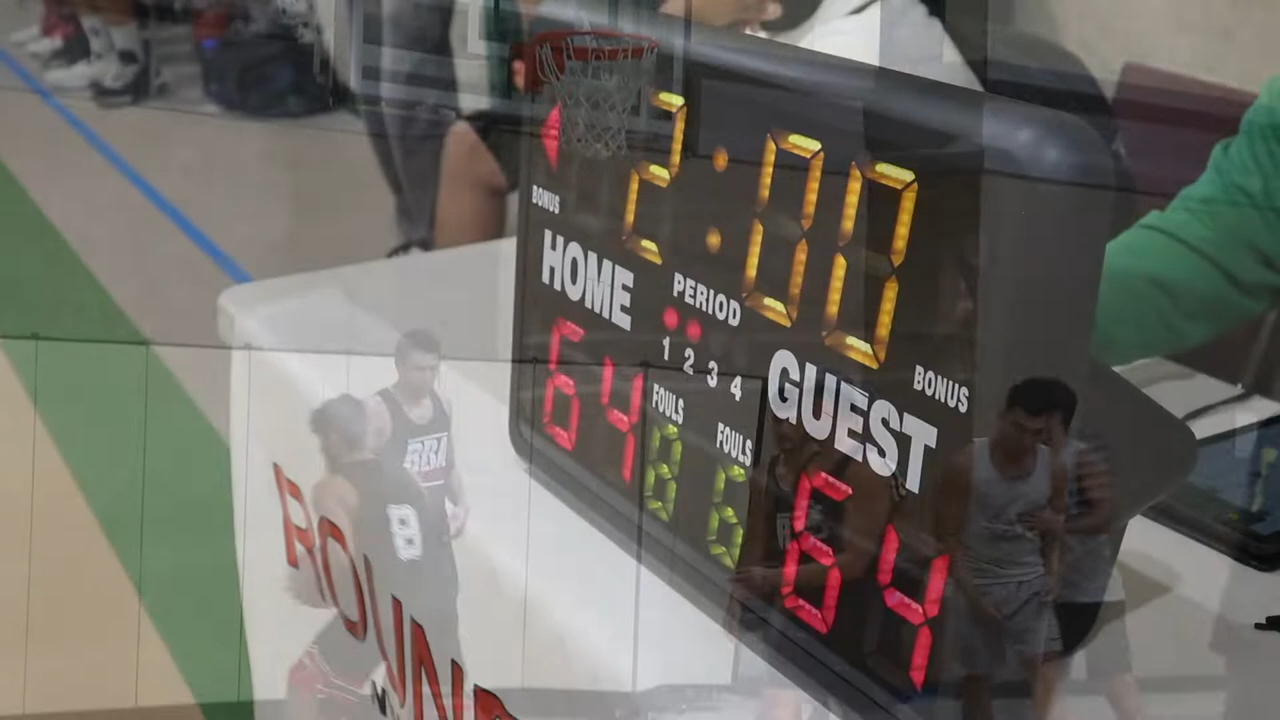 2:00
BONUS
HOME
PERIOD
1 2 3 4
64
FOULS
FOULS
8
6
GUEST
BONUS
64
BBA
8
ROUND